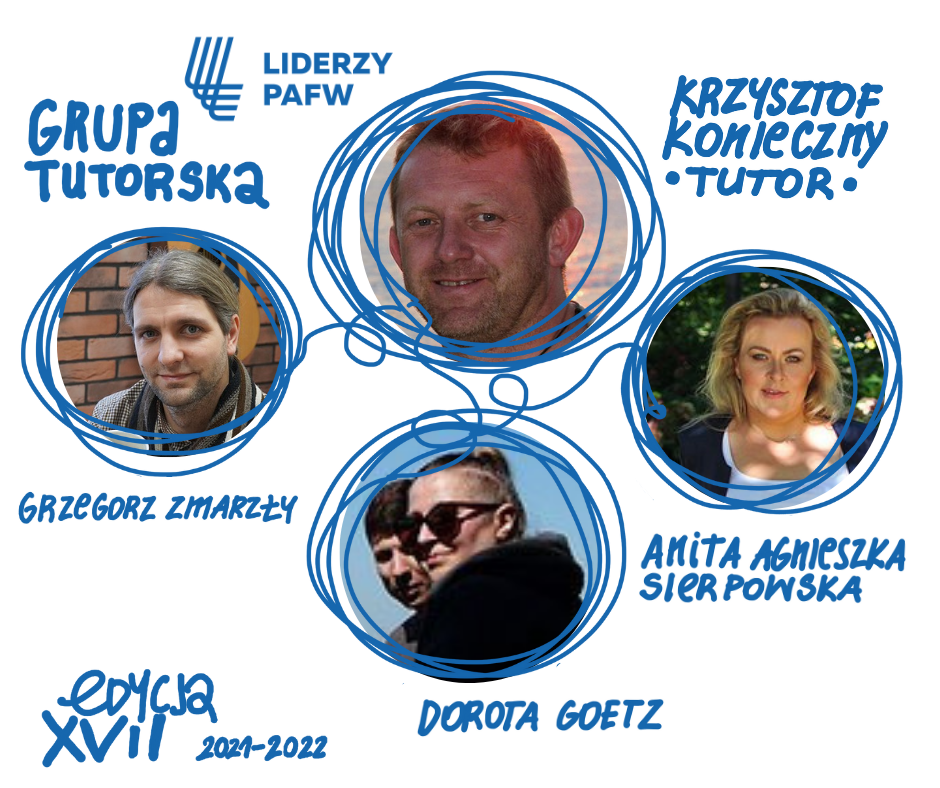 LIDERZY
PAFW
GRUPA
TUTORSKA
KRZYSZTOF
KONIECZNY
•TUTOR•
GRZEGORZ ZMARZŁY
ANITA AGNIESZKA
SIERPOWSKA
DOROTA GOETZ
EDYCJA
XVII 2021-2022